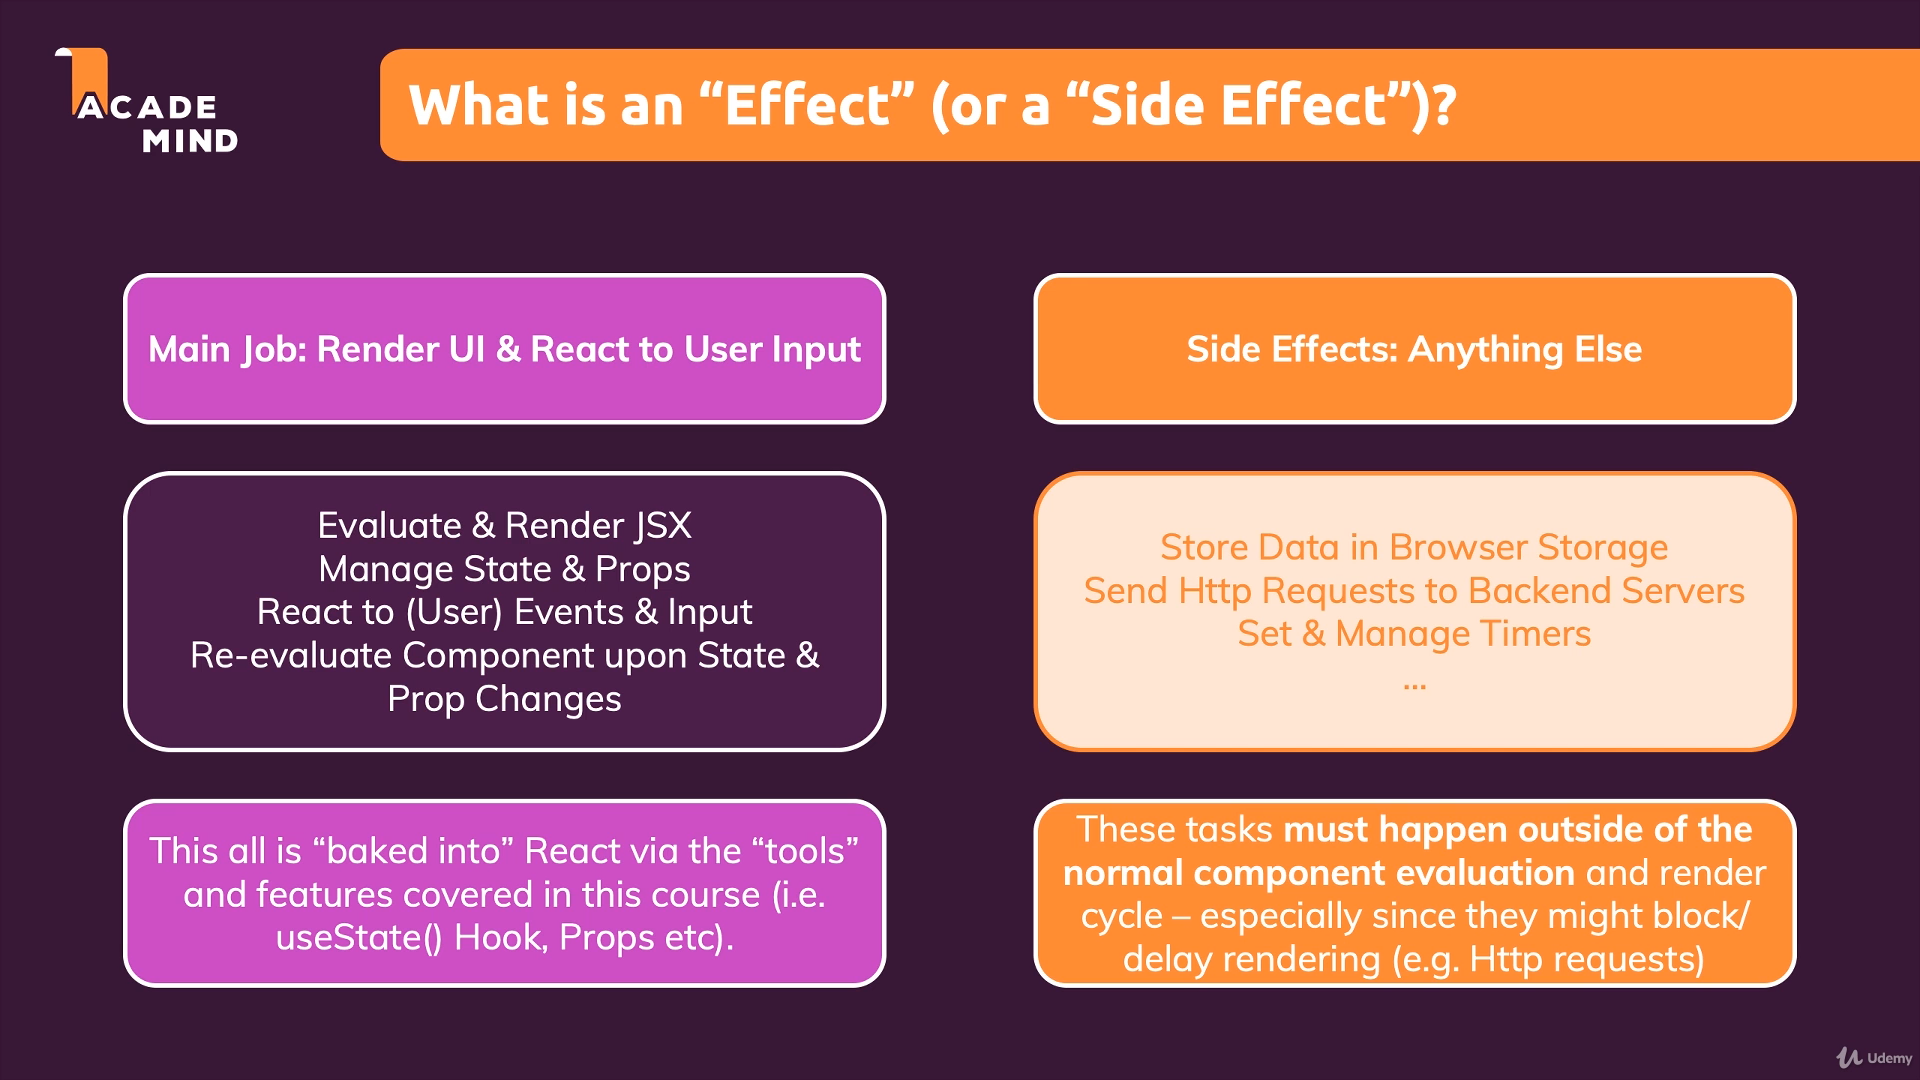 ACADE
MIND
What is an “Effect” (or a “Side Effect”)?
Main Job: Render UI & React to User Input
Evaluate & Render JSX
Manage State & Props
React to (User) Events & Input
Re-evaluate Component upon State &
Prop Changes
This all is “baked into” React via the “tools”
and features covered in this course (i.e.
useState() Hook, Props etc).
Side Effects: Anything Else
Store Data in Browser Storage
Send Http Requests to Backend Servers
Set & Manage Timers
...
These tasks must happen outside of the
normal component evaluation and render
cycle – especially since they might block/
delay rendering (e.g. Http requests)
Udemy